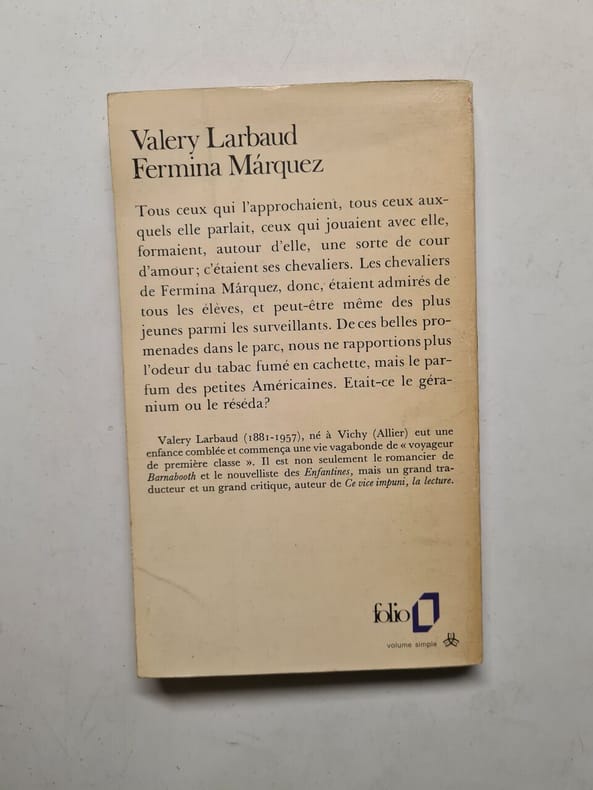 Valery Larbaud
Fermina Márquez
Tous ceux qui l'approchaient, tous ceux aux-
quels elle parlait, ceux qui jouaient avec elle,
formaient, autour d'elle, une sorte de cour
d'amour ; c'étaient ses chevaliers. Les chevaliers
de Fermina Márquez, donc, étaient admirés de
tous les élèves, et peut-être même des plus
jeunes parmi les surveillants. De ces belles pro-
menades dans le parc, nous ne rapportions plus
l'odeur du tabac fumé en cachette, mais le par-
fum des petites Américaines. Etait-ce le géra-
nium ou le réséda?
Valery Larbaud (1881-1957), né à Vichy (Allier) eut une
enfance comblée et commença une vie vagabonde de « voyageur
de première classe ». Il est non seulement le romancier de
Barnabooth et le nouvelliste des Enfantines, mais un grand tra-
ducteur et un grand critique, auteur de Ce vice impuni, la lecture.
folio
volume simple